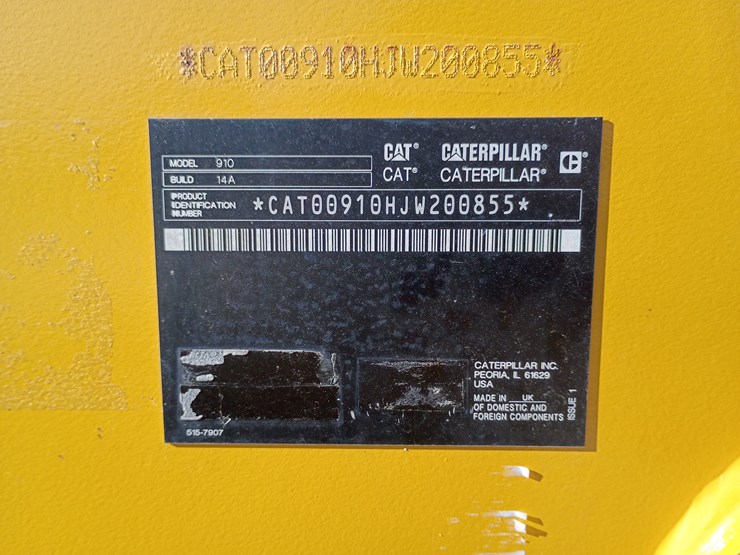 *CAT00910HJW200855*
CAT® CATERPILLAR®
CAT® CATERPILLAR®
C®
MODEL 910
BUILD 14A
PRODUCT
IDENTIFICATION
NUMBER
*CAT00910HJW200855*
CATERPILLAR INC.
PEORIA, IL 61629
USA
MADE IN UK
OF DOMESTIC AND
FOREIGN COMPONENTS
ISSUE 1
515-7907